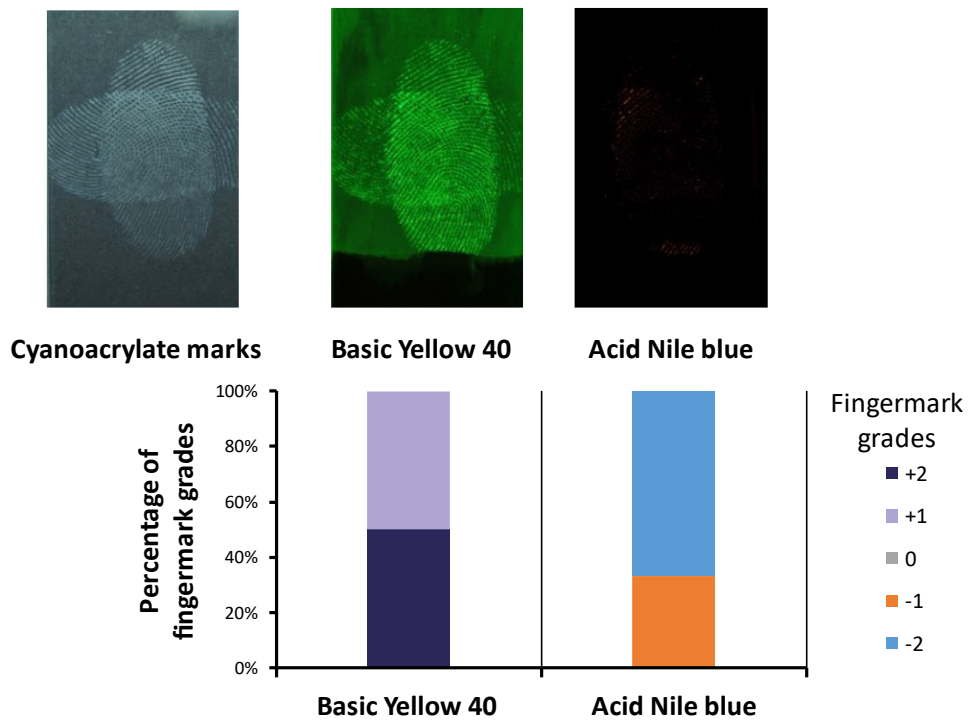 Cyanoacrylate marks
Basic Yellow 40
Acid Nile blue
Percentage of
fingermark grades
100%
80%
60%
40%
20%
0%
Basic Yellow 40
Acid Nile blue
Fingermark
grades
+2
+1
0
-1
-2